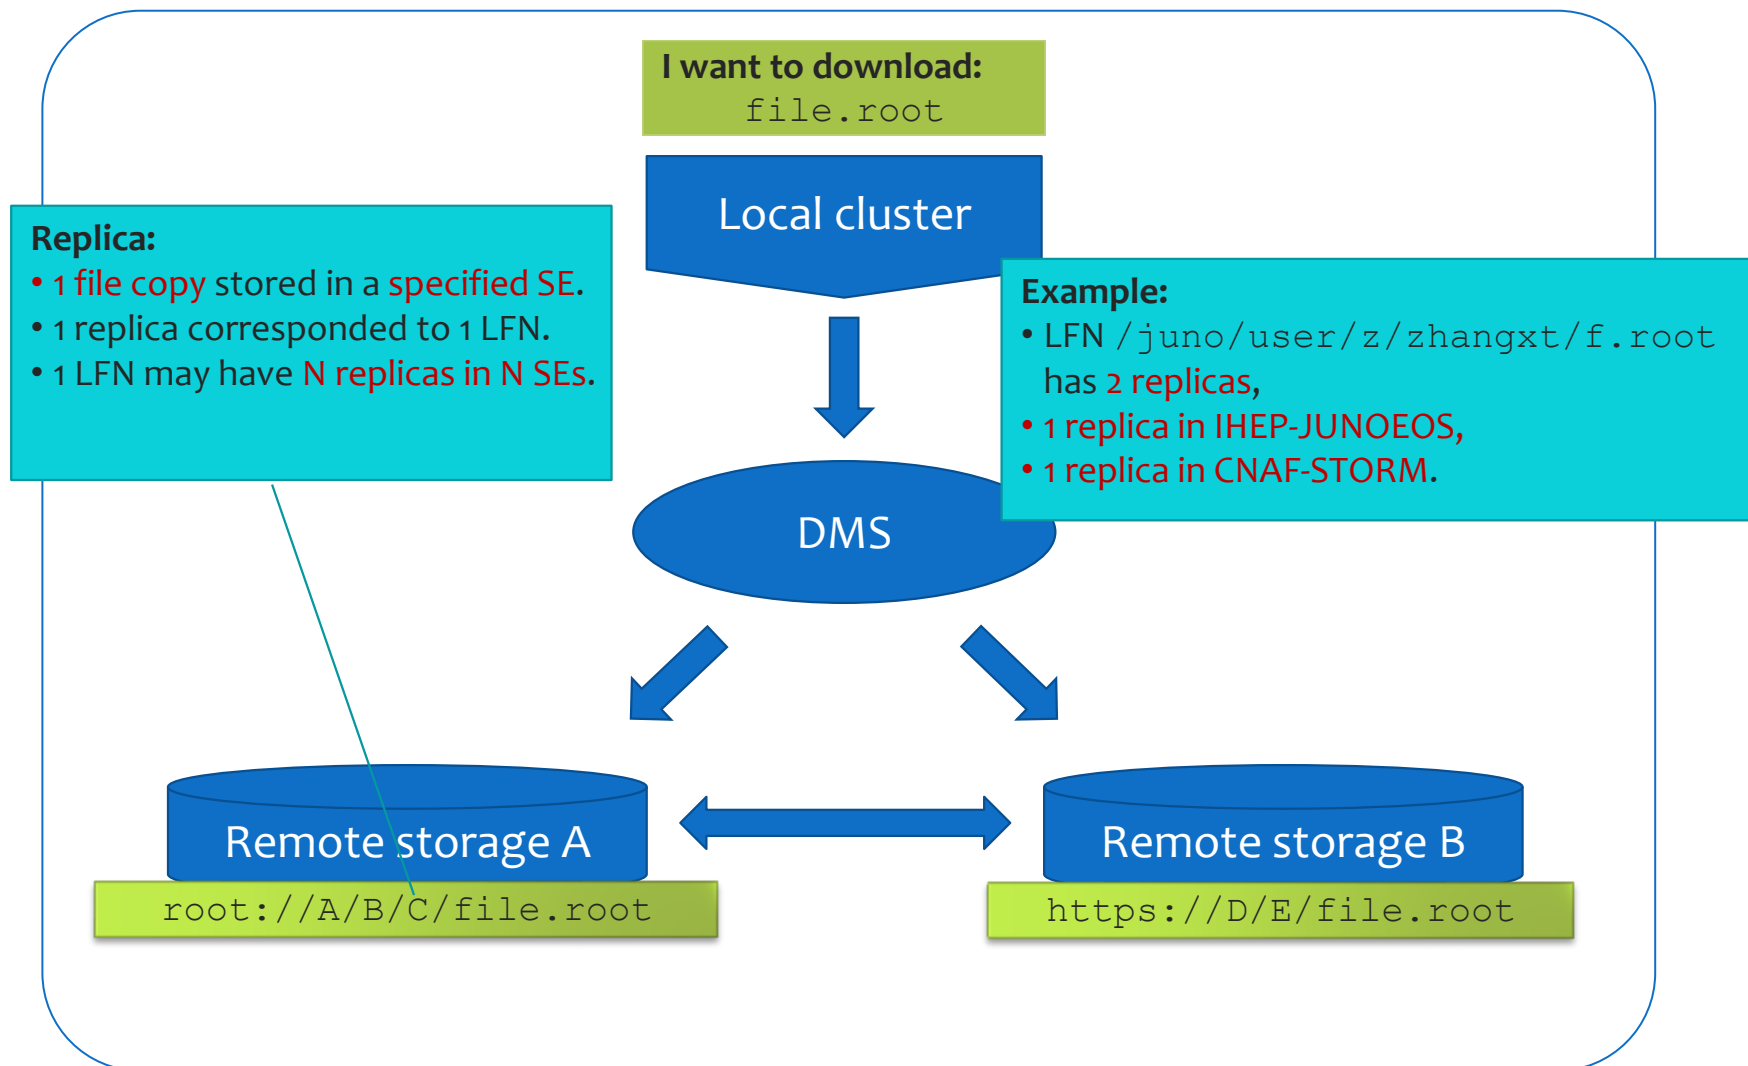 I want to download:
file.root
Local cluster
Replica:
• 1 file copy stored in a specified SE.
• 1 replica corresponded to 1 LFN.
• 1 LFN may have N replicas in N SEs.
Example:
• LFN /juno/user/z/zhangxt/f.root
has 2 replicas,
• 1 replica in IHEP-JUNOEOS,
• 1 replica in CNAF-STORM.
DMS
Remote storage A
Remote storage B
root://A/B/C/file.root
https://D/E/file.root